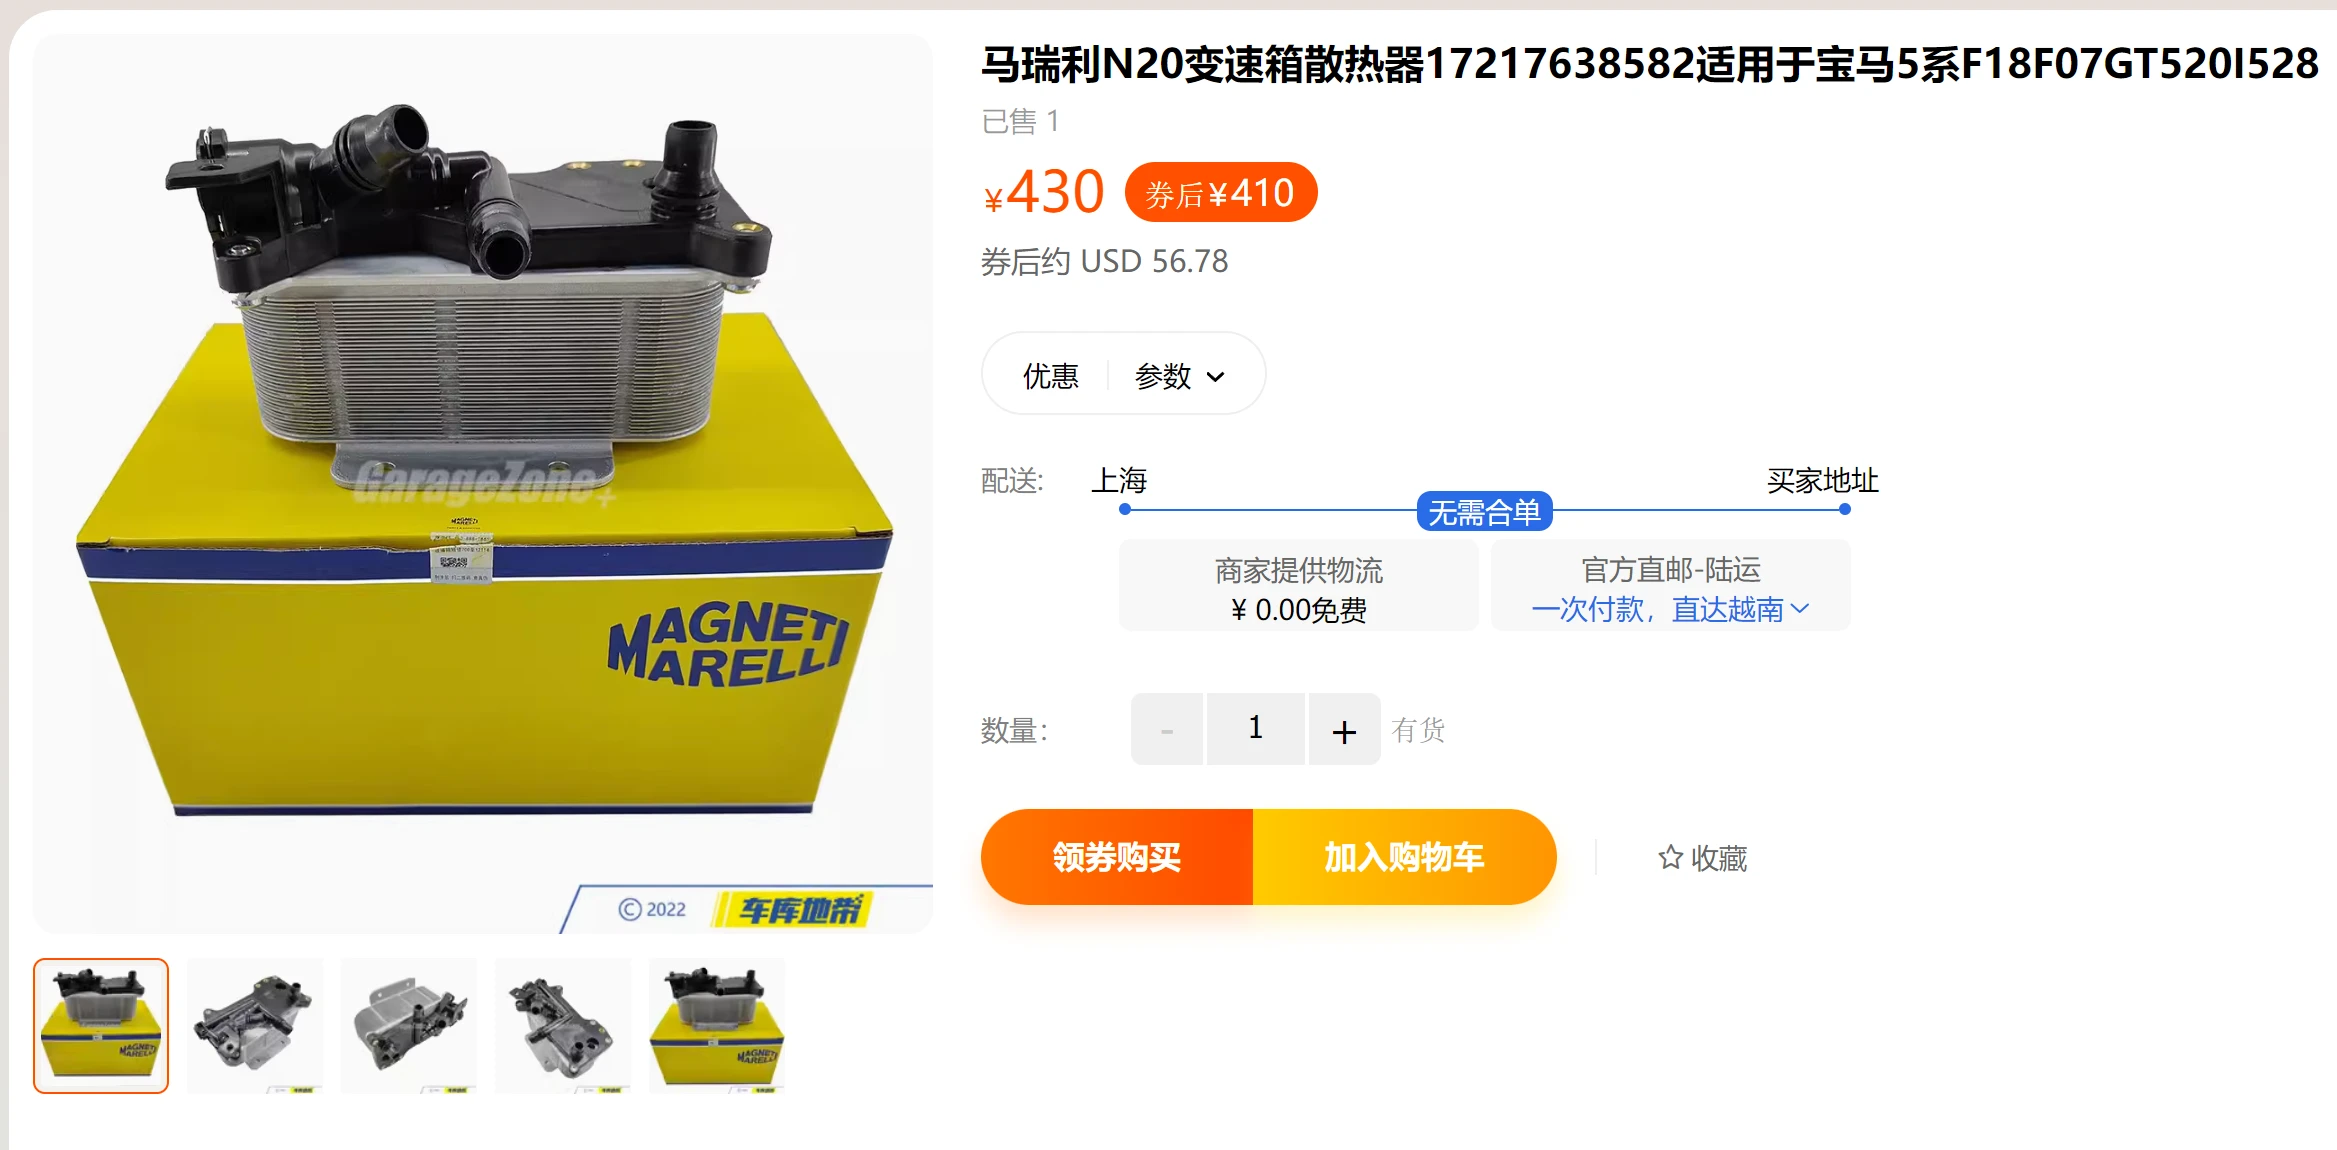 马瑞利N20变速箱散热器17217638582适用于宝马5系F18F07GT520I528
已售 1
¥430
券后¥410
券后约 USD 56.78
优惠
参数
配送:
上海
买家地址
无需合单
商家提供物流
¥ 0.00免费
官方直邮-陆运
一次付款，直达越南
数量:
-
1
+
有货
领券购买
加入购物车
收藏
GarageZone+
MAGNETI
MARELLI
MAGNETI
MARELLI
© 2022
车库地带
MAGNETI
MARELLI
MAGNETI
MARELLI